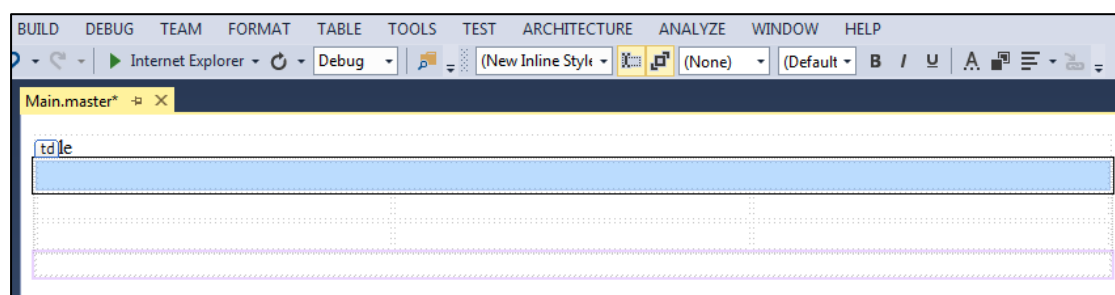 BUILD DEBUG TEAM FORMAT TABLE TOOLS TEST ARCHITECTURE ANALYZE WINDOW HELP
Internet Explorer Debug (New Inline Style (None) (Default B I U A
Main.master*
td le